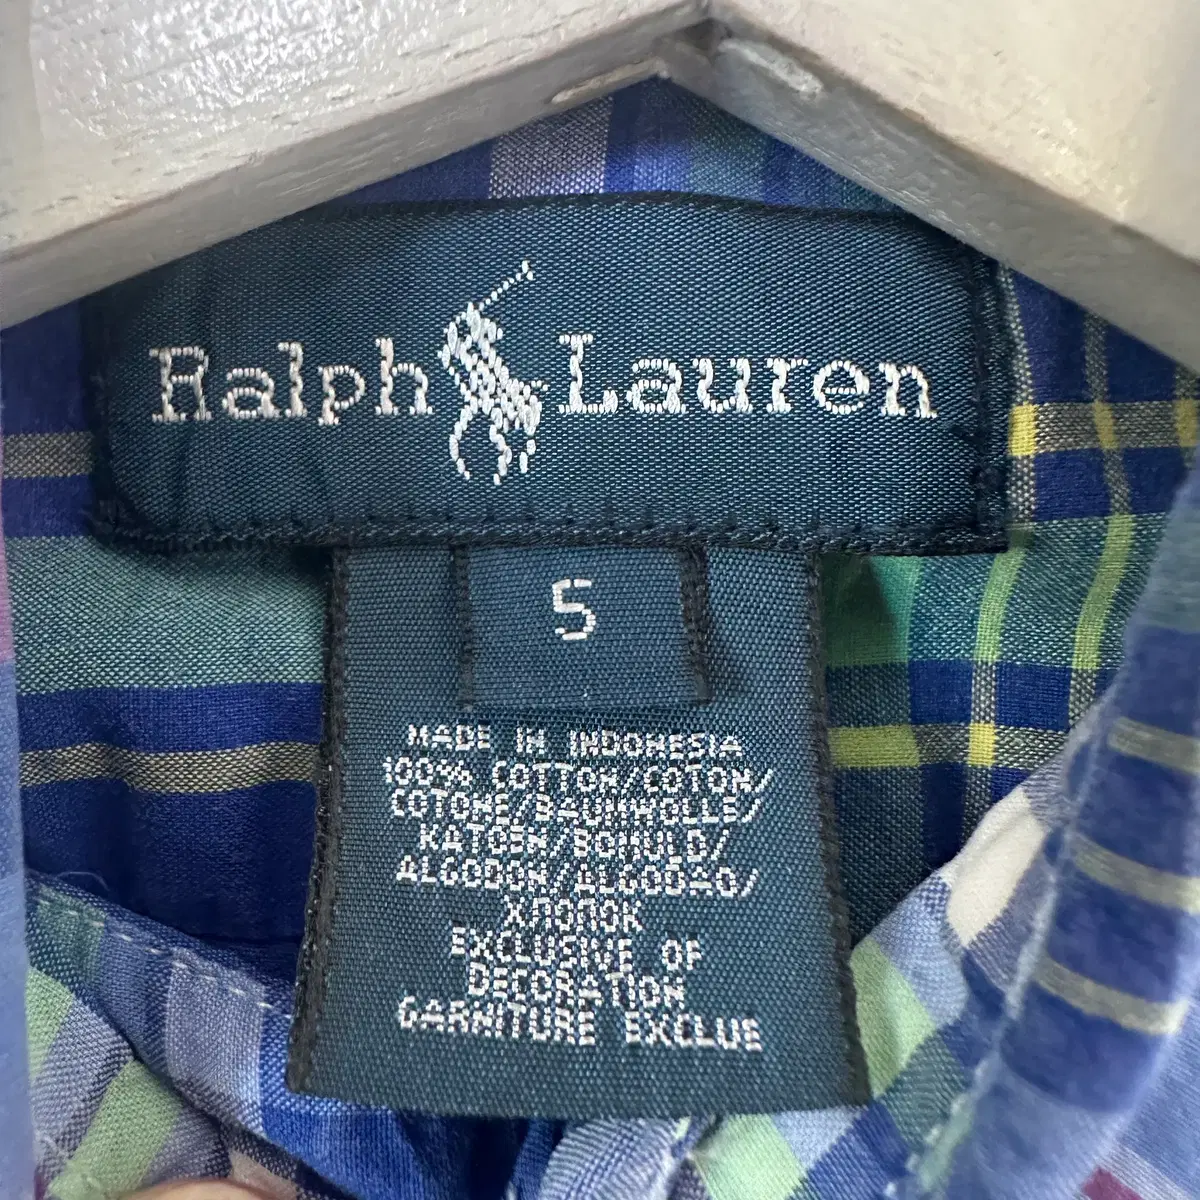 Ralph Lauren
5
MADE IN INDONESIA
100% COTTON/COTON/
COTONE/BAUMWOLLE/
KATOEN/BOMULD/
ALGODON/ALGODÃO/
ХЛОПОК
EXCLUSIVE OF
DECORATION
GARNITURE EXCLUE